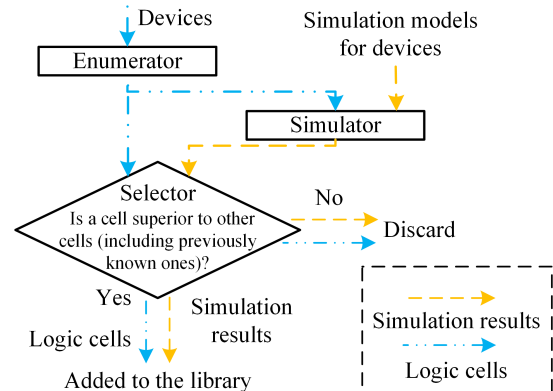 Devices
Simulation models
for devices
Enumerator
Simulator
Selector
Is a cell superior to other
cells (including previously
known ones)?
No
Discard
Yes
Logic cells
Simulation
results
Added to the library
Simulation results
Logic cells